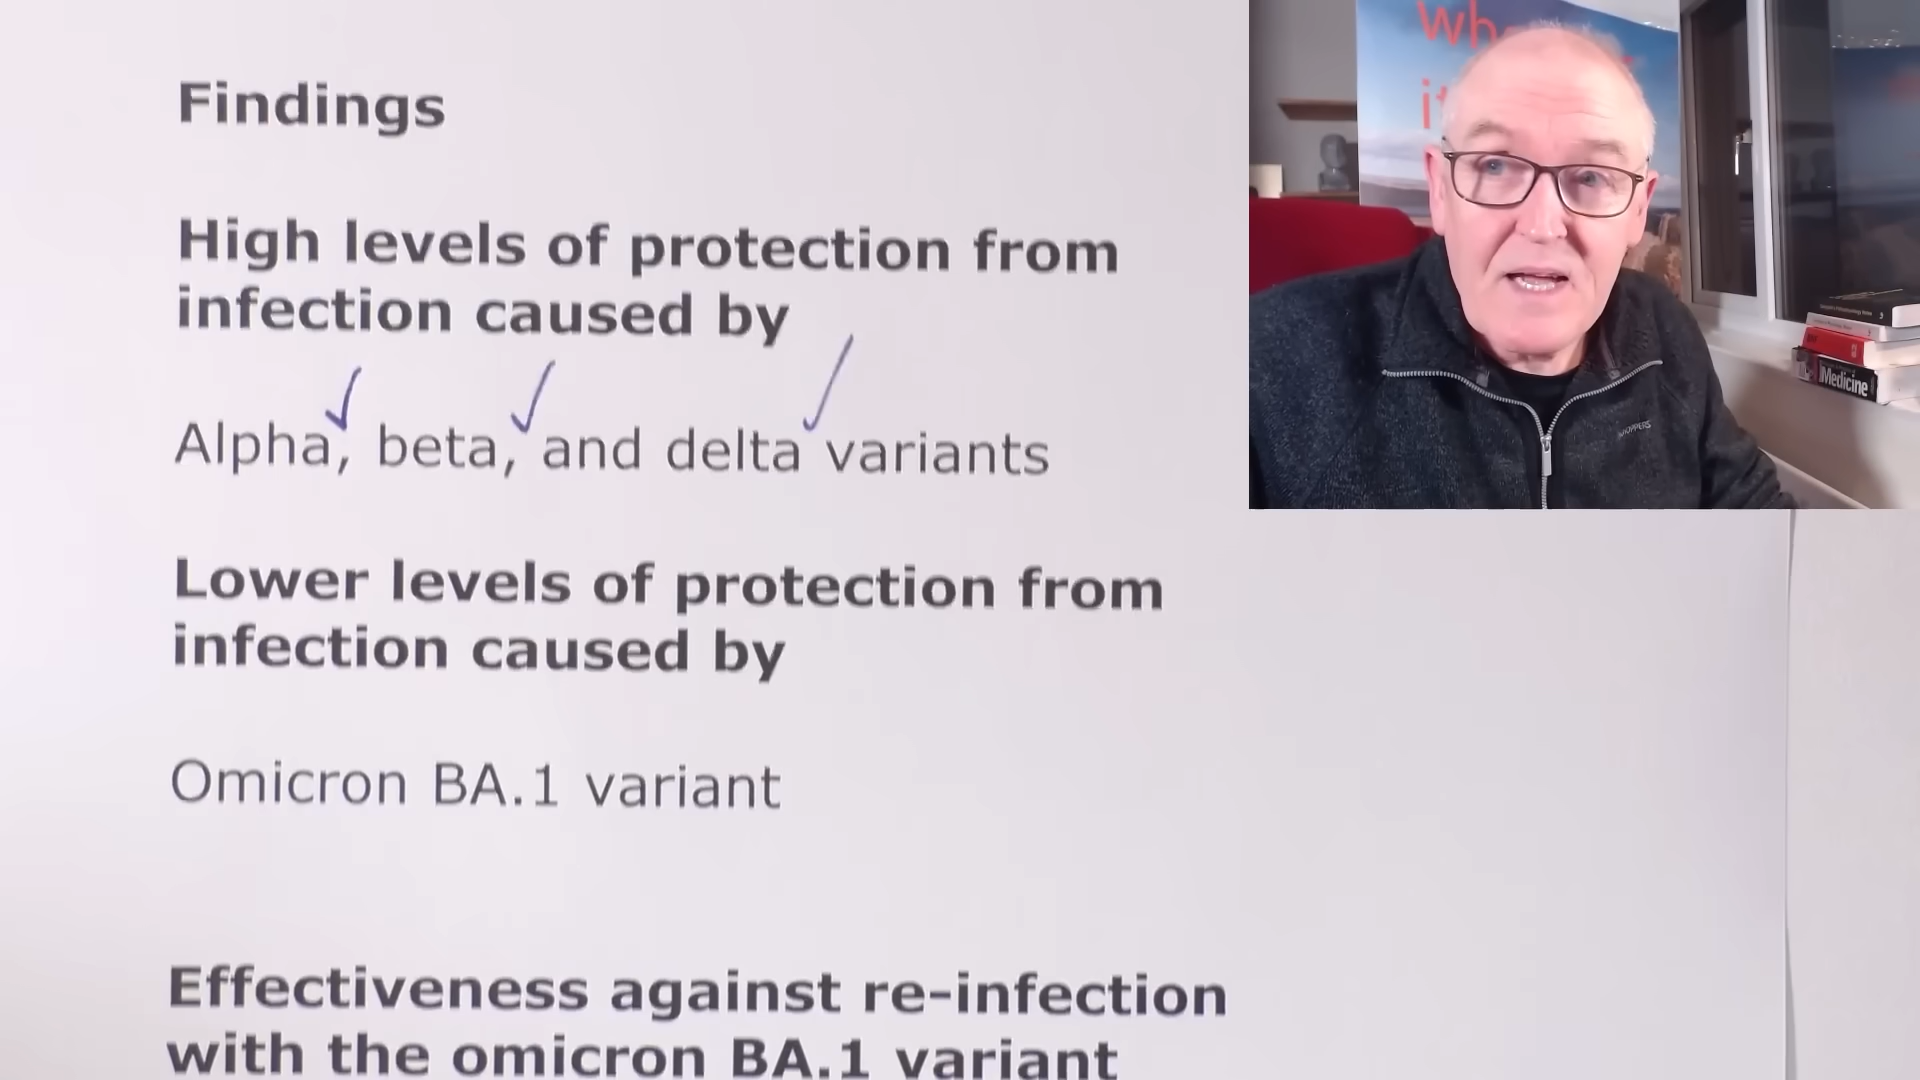 Findings
High levels of protection from
infection caused by
Alpha, beta, and delta variants
Lower levels of protection from
infection caused by
Omicron BA.1 variant
Effectiveness against re-infection
with the omicron BA.1 variant
Medicine